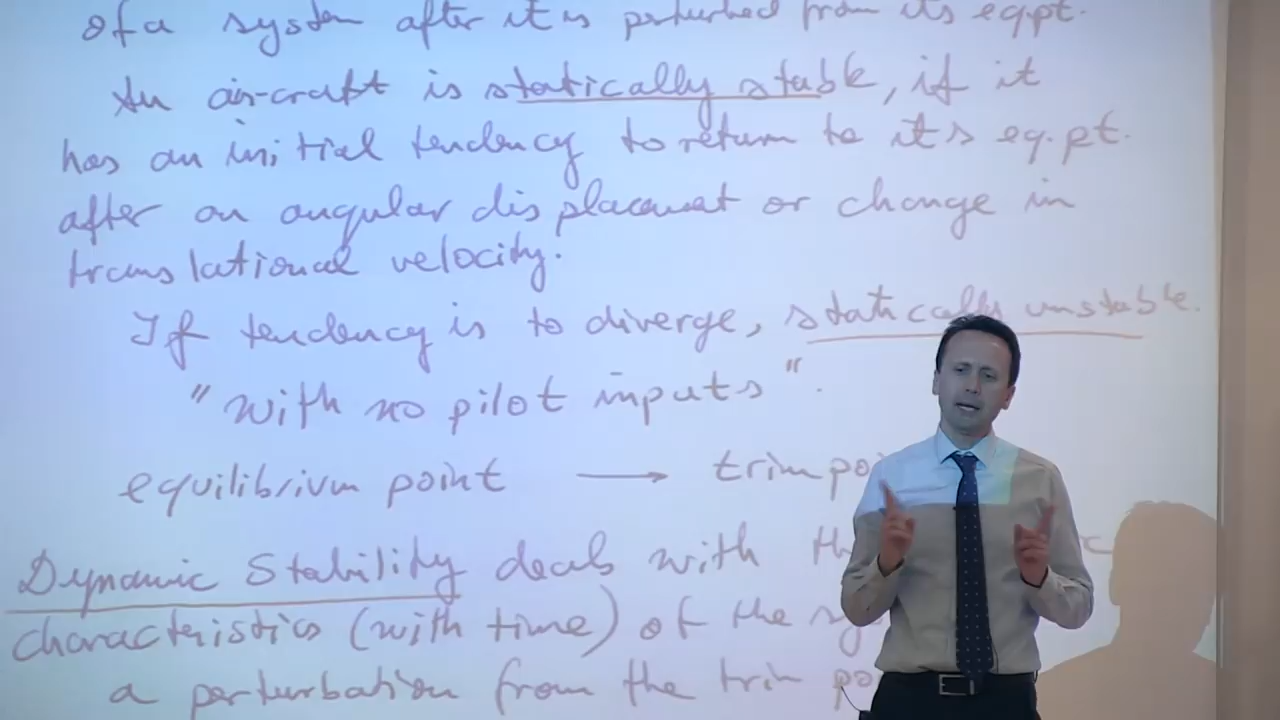 of a system after it is perturbed from its eq.pt.
An air-craft is statically stable, if it
has an initial tendency to return to it's eq.pt.
after an angular displacement or change in
translational velocity.
If tendency is to diverge, statically unstable.
"with no pilot inputs".
equilibrium point → trim
Dynamic Stability deals with
characteristics (with time) of the
a perturbation from the trim